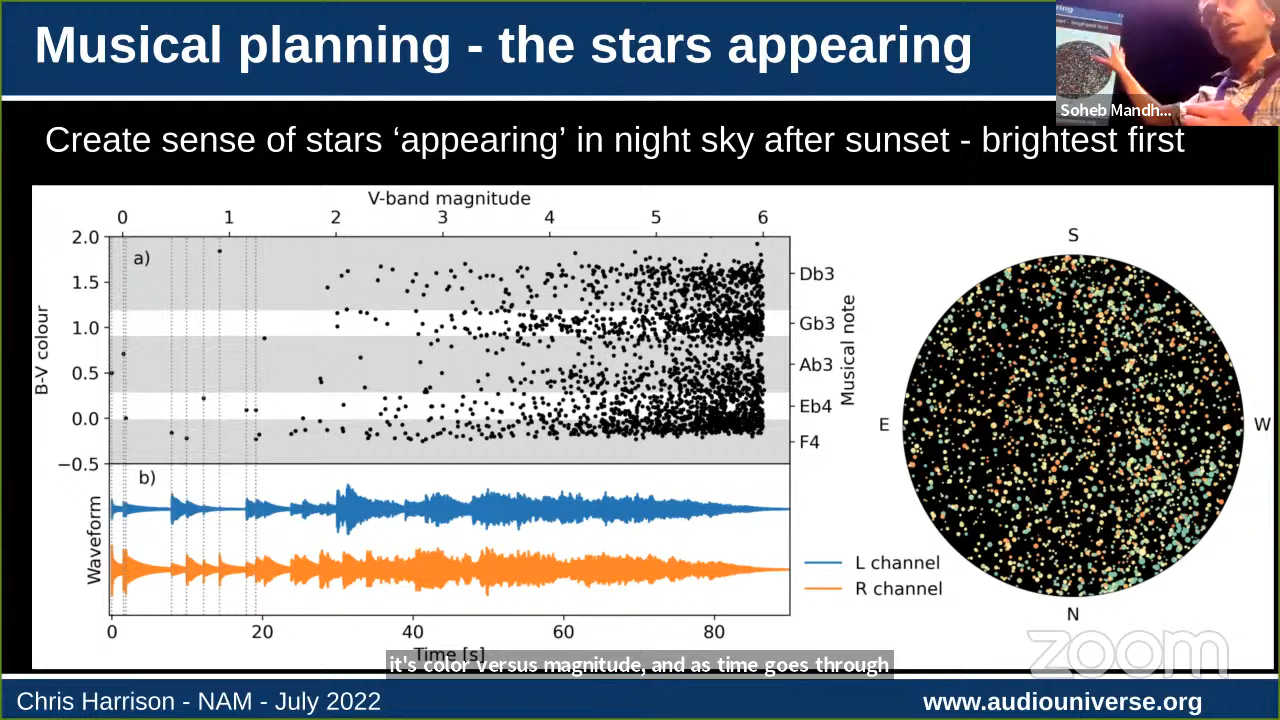 Musical planning - the stars appearing
Soheb Mandh...
Create sense of stars ‘appearing’ in night sky after sunset - brightest first
V-band magnitude
0 1 2 3 4 5 6
B-V colour
2.0
1.5
1.0
0.5
0.0
−0.5
a)
Db3
Gb3
Ab3
Eb4
F4
Musical note
b)
Waveform
L channel
R channel
0 20 40 60 80
Time [s]
S
E
W
N
it's color versus magnitude, and as time goes through
zoom
Chris Harrison - NAM - July 2022
www.audiouniverse.org